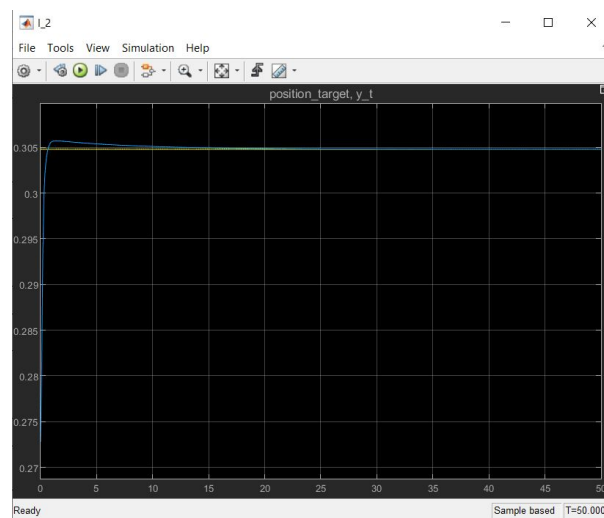 I_2
File Tools View Simulation Help
position_target, y_t
0.305
0.3
0.295
0.29
0.285
0.28
0.275
0.27
0 5 10 15 20 25 30 35 40 45 50
Ready Sample based T=50.000